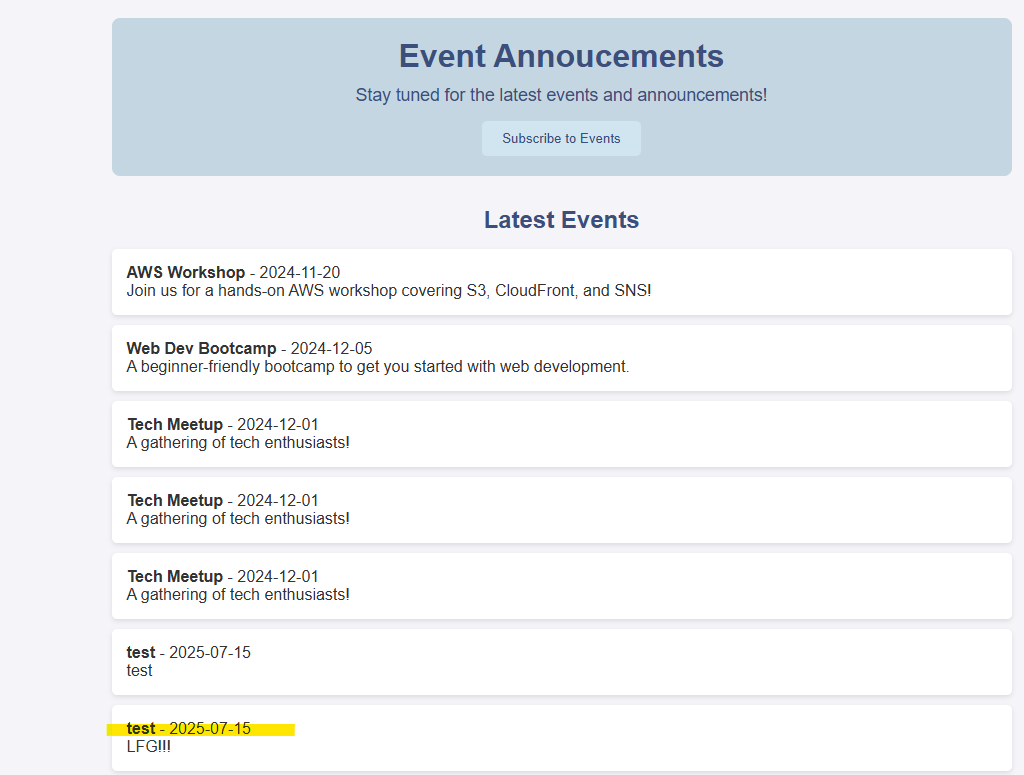 Event Annoucements
Stay tuned for the latest events and announcements!
Subscribe to Events
Latest Events
AWS Workshop - 2024-11-20
Join us for a hands-on AWS workshop covering S3, CloudFront, and SNS!
Web Dev Bootcamp - 2024-12-05
A beginner-friendly bootcamp to get you started with web development.
Tech Meetup - 2024-12-01
A gathering of tech enthusiasts!
Tech Meetup - 2024-12-01
A gathering of tech enthusiasts!
Tech Meetup - 2024-12-01
A gathering of tech enthusiasts!
test - 2025-07-15
test
test - 2025-07-15
LFG!!!